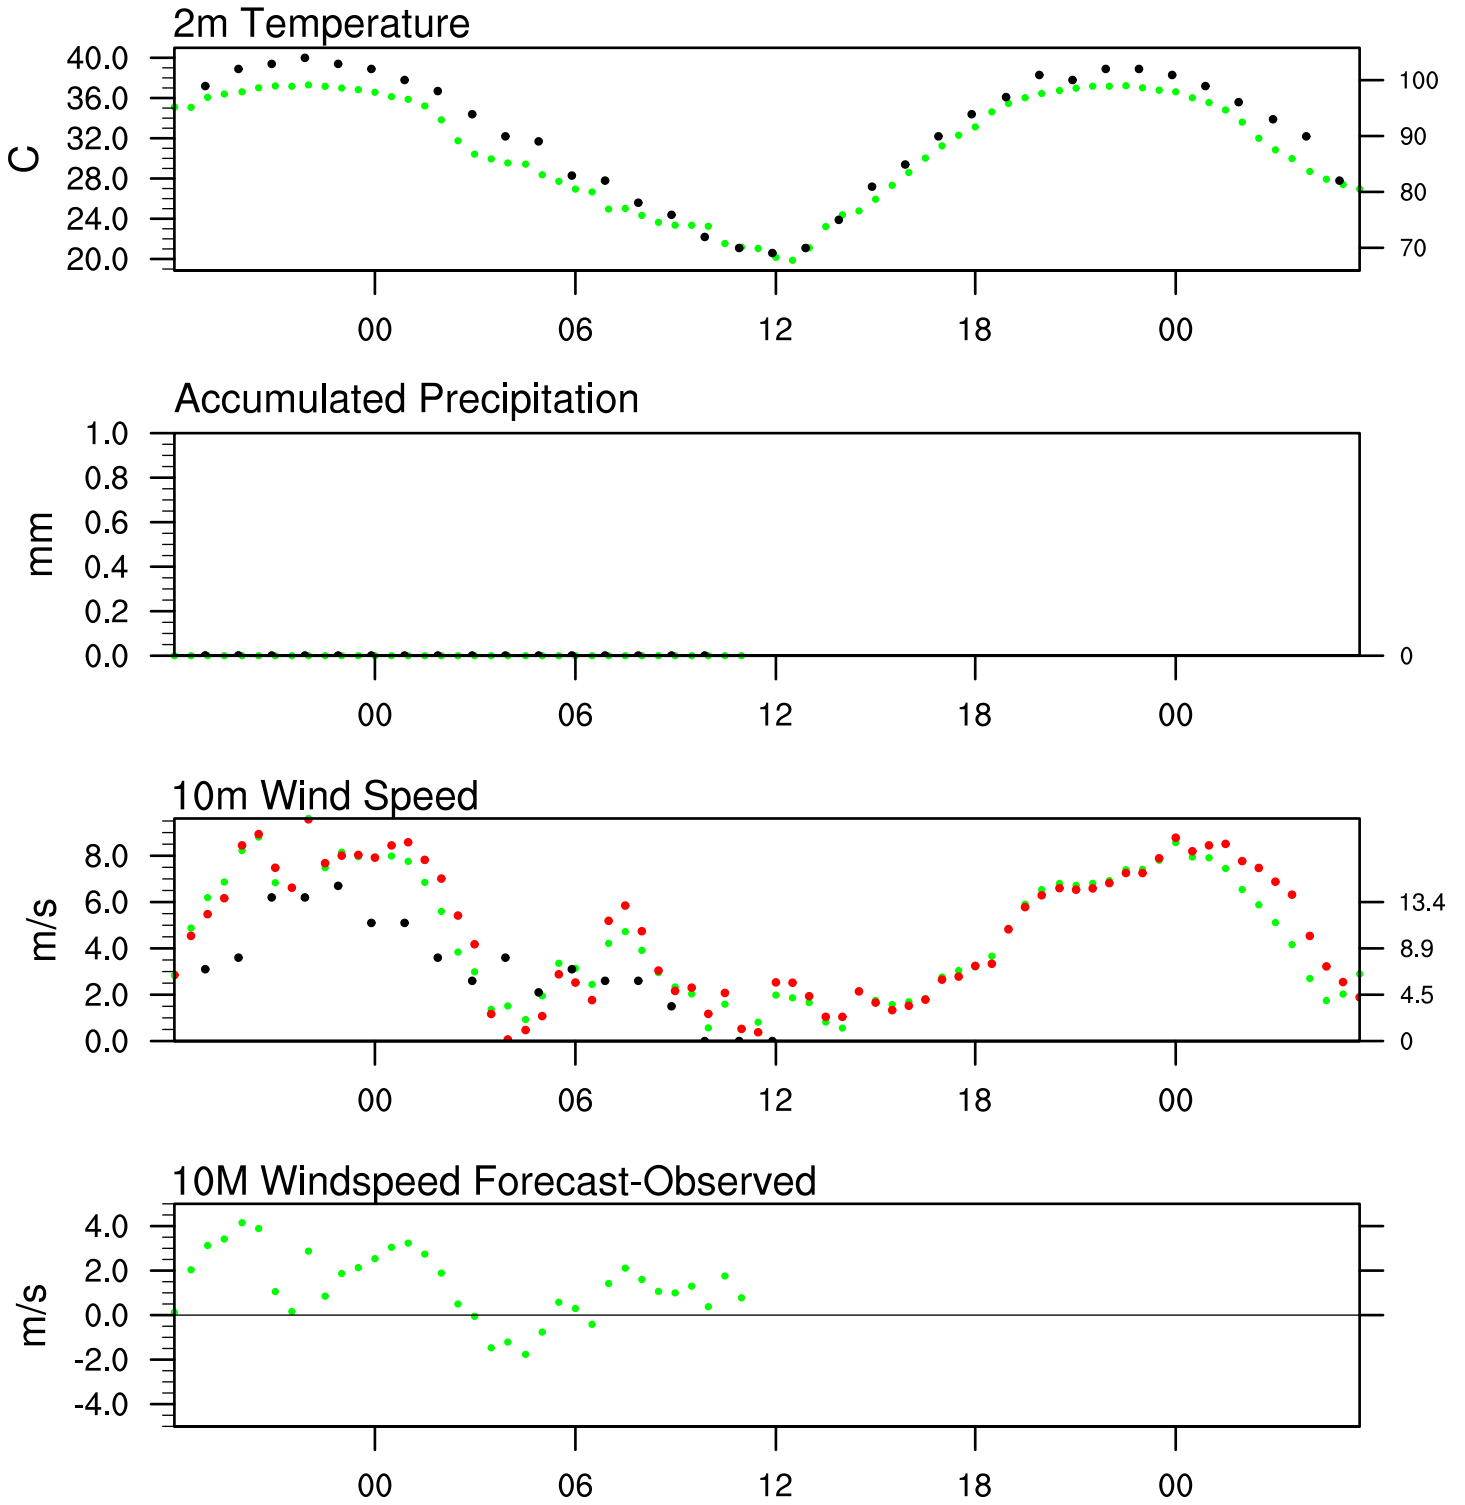 2m Temperature
40.0
36.0
32.0
28.0
24.0
20.0
C
100
90
80
70
00 06 12 18 00
Accumulated Precipitation
1.0
0.8
0.6
0.4
0.2
0.0
mm
0
00 06 12 18 00
10m Wind Speed
8.0
6.0
4.0
2.0
0.0
m/s
13.4
8.9
4.5
0
00 06 12 18 00
10M Windspeed Forecast-Observed
4.0
2.0
0.0
-2.0
-4.0
m/s
00 06 12 18 00